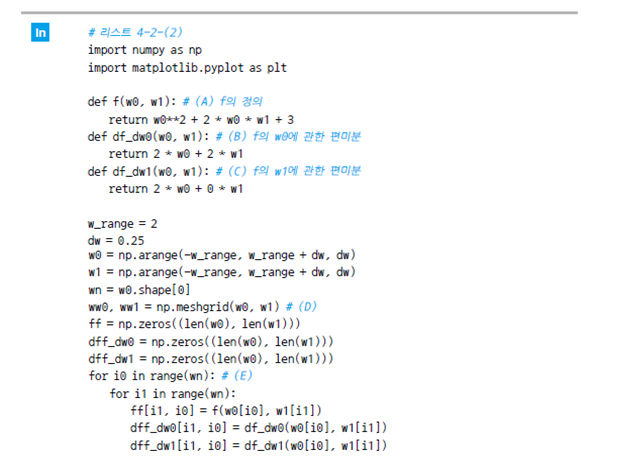 In
# 리스트 4-2-(2)
import numpy as np
import matplotlib.pyplot as plt
def f(w0, w1): # (A) f의 정의
return w0**2 + 2 * w0 * w1 + 3
def df_dw0(w0, w1): # (B) f의 w0에 관한 편미분
return 2 * w0 + 2 * w1
def df_dw1(w0, w1): # (C) f의 w1에 관한 편미분
return 2 * w0 + 0 * w1
w_range = 2
dw = 0.25
w0 = np.arange(-w_range, w_range + dw, dw)
w1 = np.arange(-w_range, w_range + dw, dw)
wn = w0.shape[0]
ww0, ww1 = np.meshgrid(w0, w1) # (D)
ff = np.zeros((len(w0), len(w1)))
dff_dw0 = np.zeros((len(w0), len(w1)))
dff_dw1 = np.zeros((len(w0), len(w1)))
for i0 in range(wn): # (E)
for i1 in range(wn):
ff[i1, i0] = f(w0[i0], w1[i1])
dff_dw0[i1, i0] = df_dw0(w0[i0], w1[i1])
dff_dw1[i1, i0] = df_dw1(w0[i0], w1[i1])